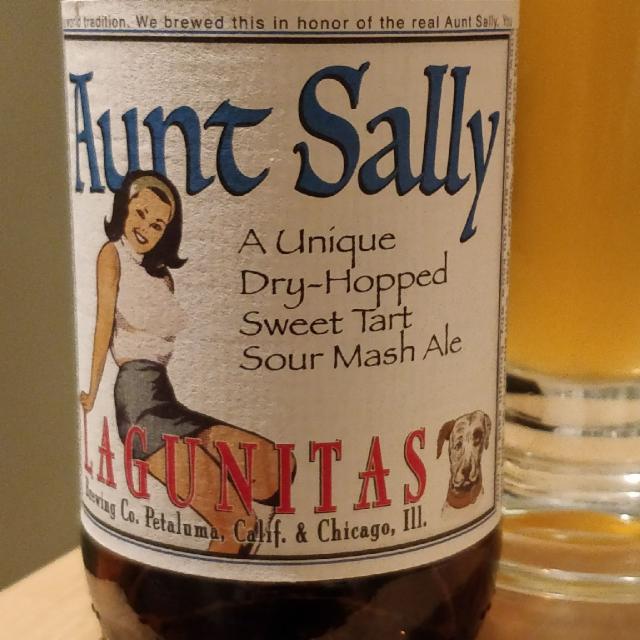 world tradition. We brewed this in honor of the real Aunt Sally. You
Aunt Sally
A Unique
Dry-Hopped
Sweet Tart
Sour Mash Ale
LAGUNITAS
Brewing Co. Petaluma, Calif. & Chicago, Ill.